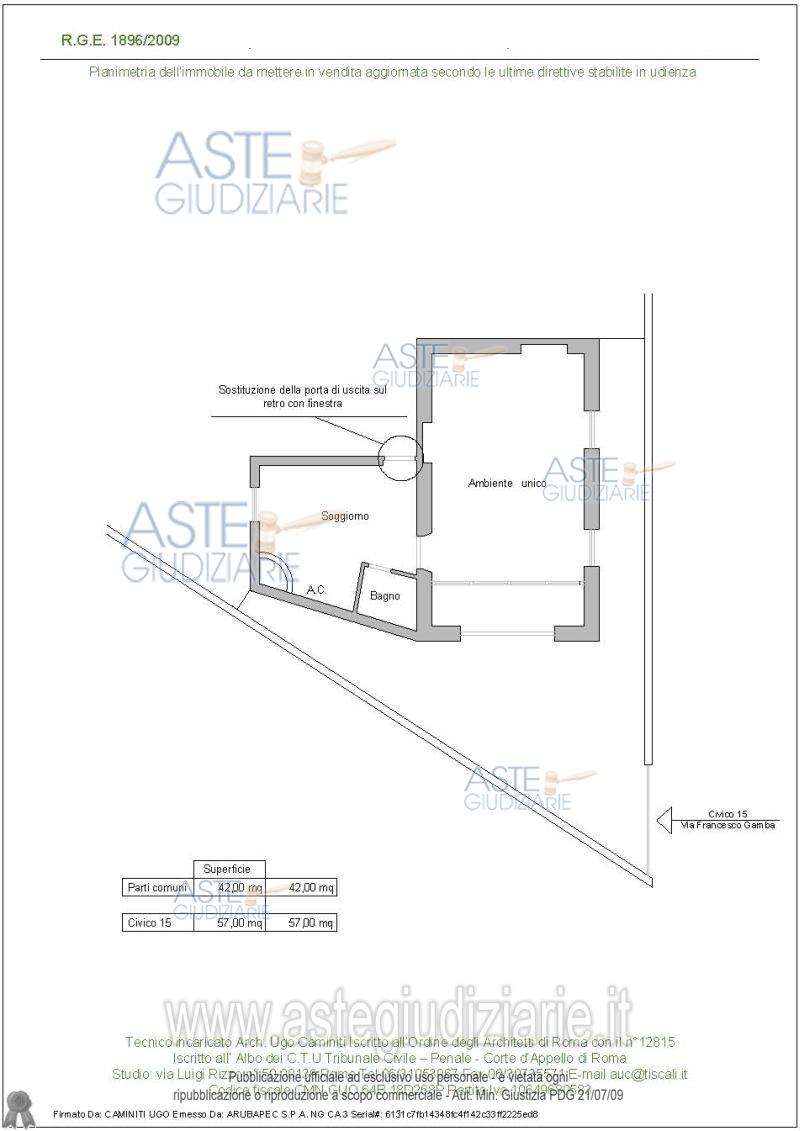 R.G.E. 1896/2009
Planimetria dell'immobile da mettere in vendita aggiornata secondo le ultime direttive stabilite in udienza
ASTE
GIUDIZIARIE
ASTE
GIUDIZIARIE
Sostituzione della porta di uscita sul
retro con finestra
Ambiente unico
ASTE
GIUDIZIARIE
Soggiorno
ASTE
GIUDIZIARIE
A.C.
Bagno
ASTE
GIUDIZIARIE
Civico 15
Via Francesco Gamba
Superficie
Parti comuni 42,00 mq 42,00 mq
ASTE
GIUDIZIARIE
Civico 15 57,00 mq 57,00 mq
www.astegiudiziarie.it
Tecnico incaricato Arch. Ugo Caminiti Iscritto all'Ordine degli Architetti di Roma con il n°12815
Iscritto all' Albo dei C.T.U Tribunale Civile – Penale - Corte d'Appello di Roma
Studio: via Luigi E-mail auc@tiscali.it
Pubblicazione ufficiale ad esclusivo uso personale - è vietata ogni
Codice fiscale
ripubblicazione o riproduzione a scopo commerciale - Aut. Min. Giustizia PDG 21/07/09
Firmato Da: CAMINITI UGO Emesso Da: ARUBAPEC S.P.A. NG CA 3 Serial#: 6131c7fb14348fc4f142c33ff2225ed8